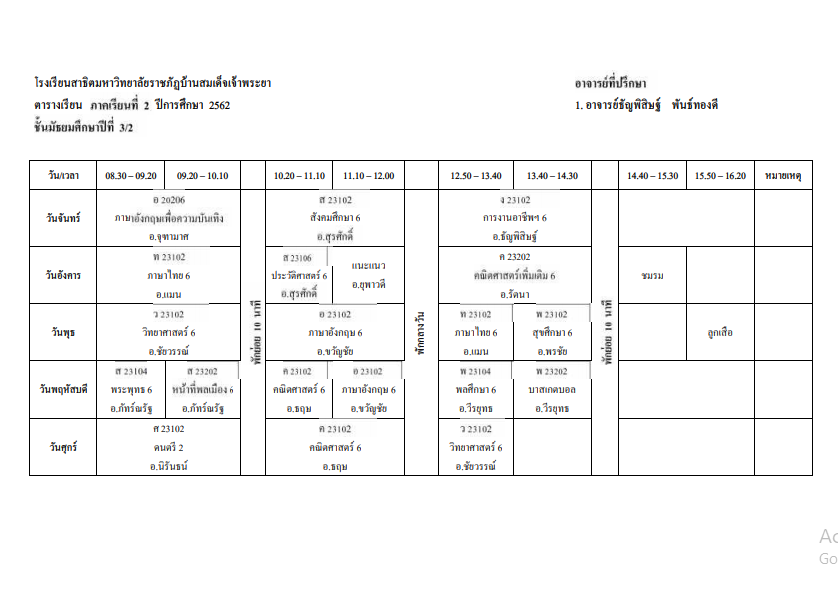 โรงเรียนสาธิตมหาวิทยาลัยราชภัฏบ้านสมเด็จเจ้าพระยา
อาจารย์ที่ปรึกษา
ตารางเรียน ภาคเรียนที่ 2 ปีการศึกษา 2562
1. อาจารย์ธัญพิสิษฐ์ พันธ์ทองดี
ชั้นมัธยมศึกษาปีที่ 3/2
วัน/เวลา 08.30 – 09.20 09.20 – 10.10 10.20 – 11.10 11.10 – 12.00 12.50 – 13.40 13.40 – 14.30 14.40 – 15.30 15.50 – 16.20 หมายเหตุ
พักย่อย 10 นาที
พักกลางวัน
พักย่อย 10 นาที
วันจันทร์
อ 20206
ภาษาอังกฤษเพื่อความบันเทิง
อ.จุฑามาศ
ส 23102
สังคมศึกษา 6
อ.สุรศักดิ์
ง 23102
การงานอาชีพฯ 6
อ.ธัญพิสิษฐ์
วันอังคาร
ท 23102
ภาษาไทย 6
อ.แมน
ส 23106
ประวัติศาสตร์ 6
อ.สุรศักดิ์
แนะแนว
อ.ยุพาวดี
ค 23202
คณิตศาสตร์เพิ่มเติม 6
อ.รัตนา
ชมรม
วันพุธ
ว 23102
วิทยาศาสตร์ 6
อ.ชัยวรรณ์
อ 23102
ภาษาอังกฤษ 6
อ.ขวัญชัย
ท 23102
ภาษาไทย 6
อ.แมน
พ 23102
สุขศึกษา 6
อ.พรชัย
ลูกเสือ
วันพฤหัสบดี
ส 23104
พระพุทธ 6
อ.ภัทร์ณรัฐ
ส 23202
หน้าที่พลเมือง 6
อ.ภัทร์ณรัฐ
ค 23102
คณิตศาสตร์ 6
อ.ธฤษ
อ 23102
ภาษาอังกฤษ 6
อ.ขวัญชัย
พ 23104
พลศึกษา 6
อ.วีรยุทธ
พ 23202
บาสเกตบอล
อ.วีรยุทธ
วันศุกร์
ศ 23102
ดนตรี 2
อ.นิรันธน์
ค 23102
คณิตศาสตร์ 6
อ.ธฤษ
ว 23102
วิทยาศาสตร์ 6
อ.ชัยวรรณ์